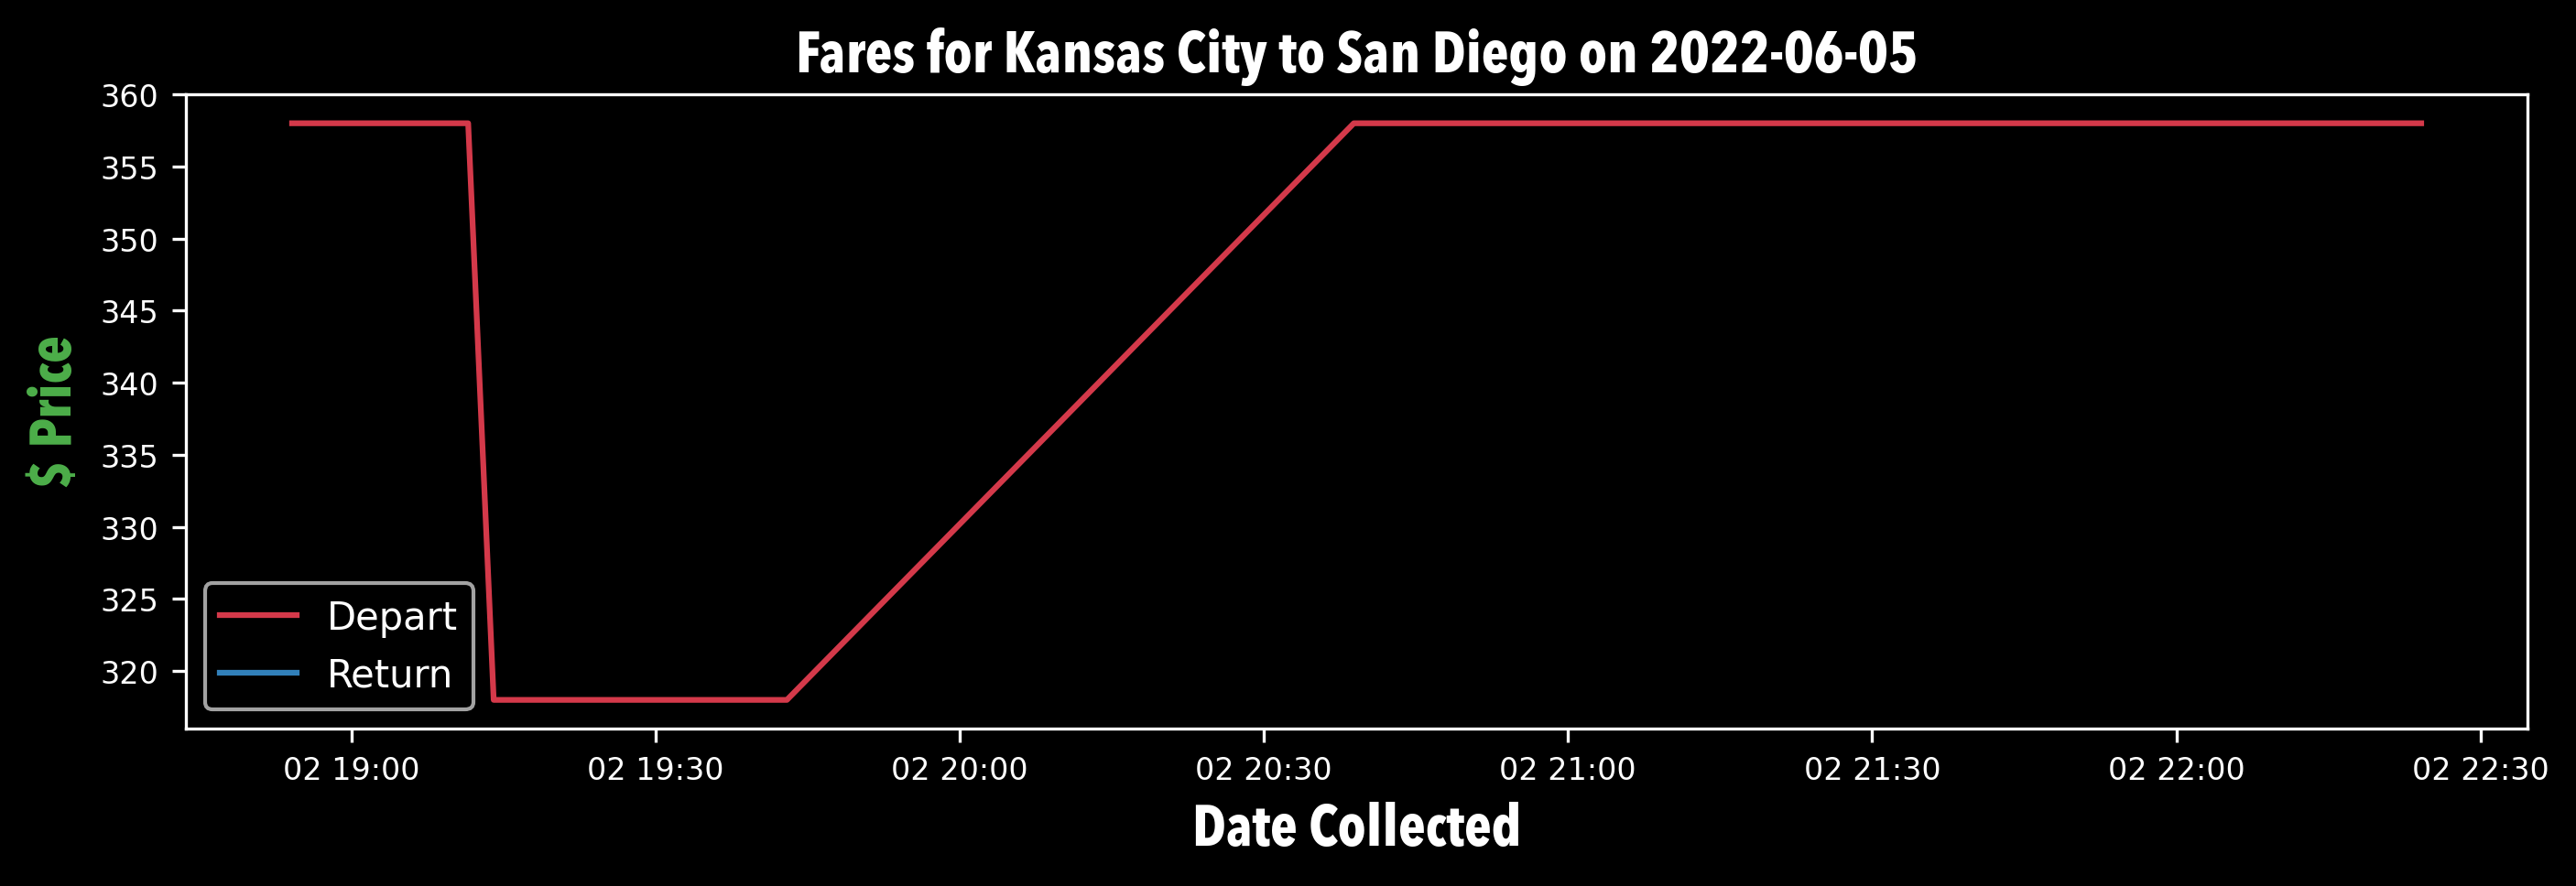 Fares for Kansas City to San Diego on 2022-06-05
360
355
350
345
340
335
330
325
320
$ Price
Depart
Return
02 19:00 02 19:30 02 20:00 02 20:30 02 21:00 02 21:30 02 22:00 02 22:30
Date Collected